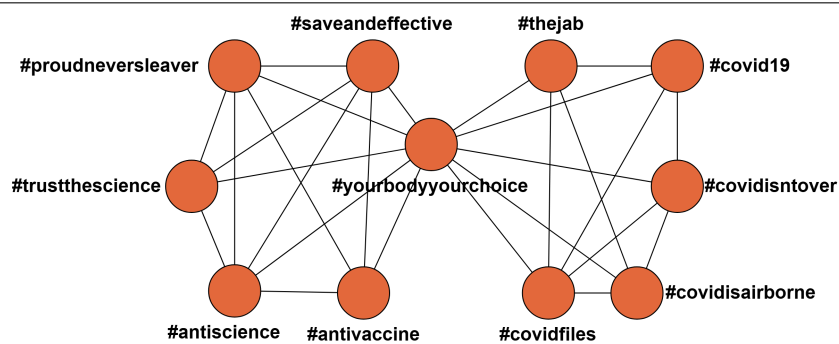 #saveandeffective
#thejab
#proudneversleaver
#covid19
#trustthescience
#yourbodyyourchoice
#covidisntover
#covidisairborne
#antiscience
#antivaccine
#covidfiles